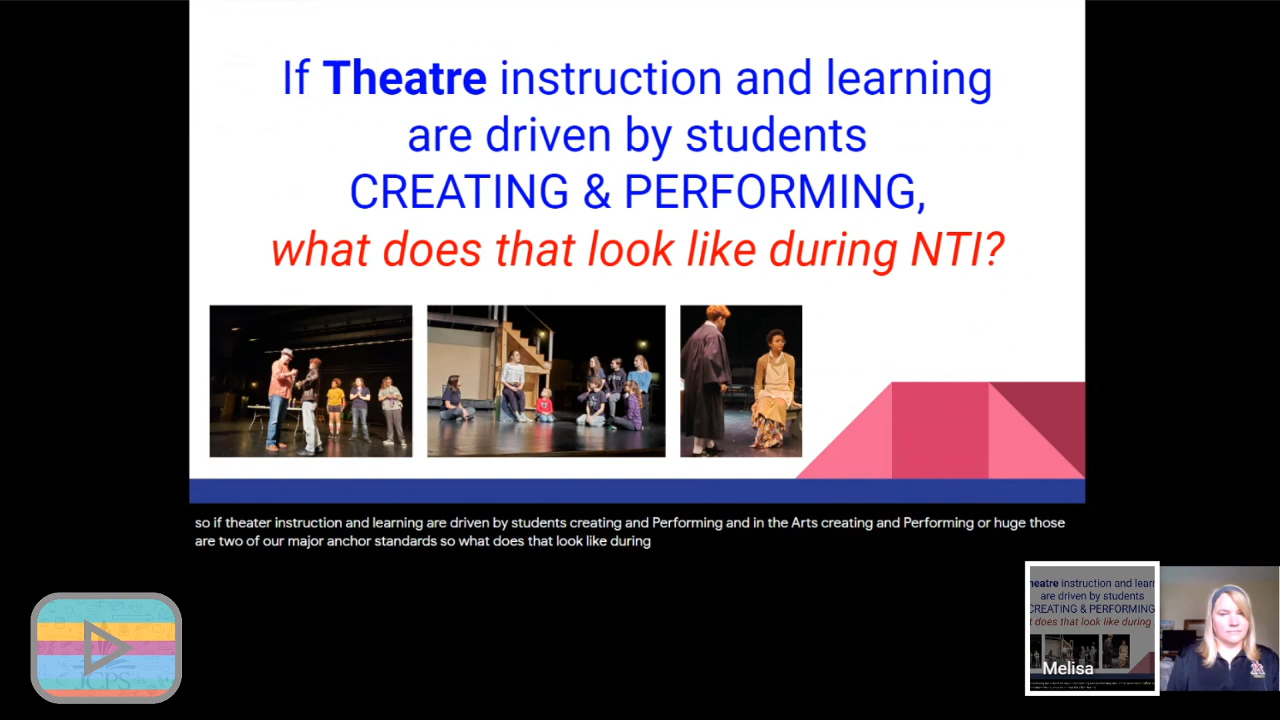 If Theatre instruction and learning
are driven by students
CREATING & PERFORMING,
what does that look like during NTI?
so if theater instruction and learning are driven by students creating and Performing and in the Arts creating and Performing or huge those
are two of our major anchor standards so what does that look like during
JCPS
heatre instruction and learn
are driven by students
CREATING & PERFORMING
t does that look like during
Melisa